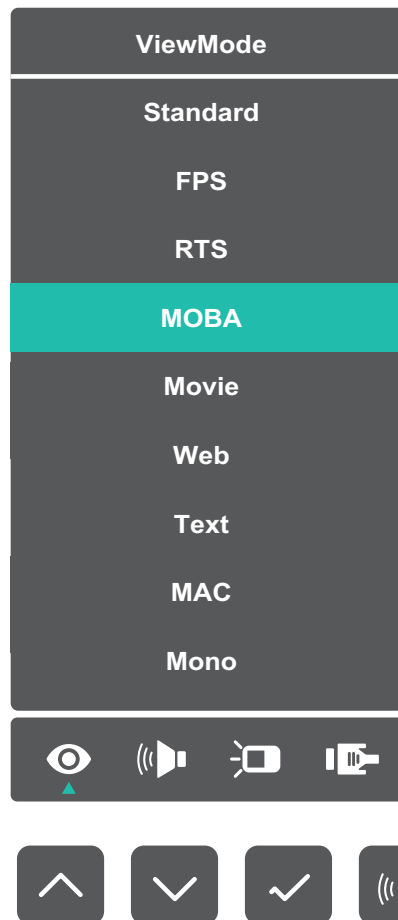 ViewMode
Standard
FPS
RTS
MOBA
Movie
Web
Text
MAC
Mono